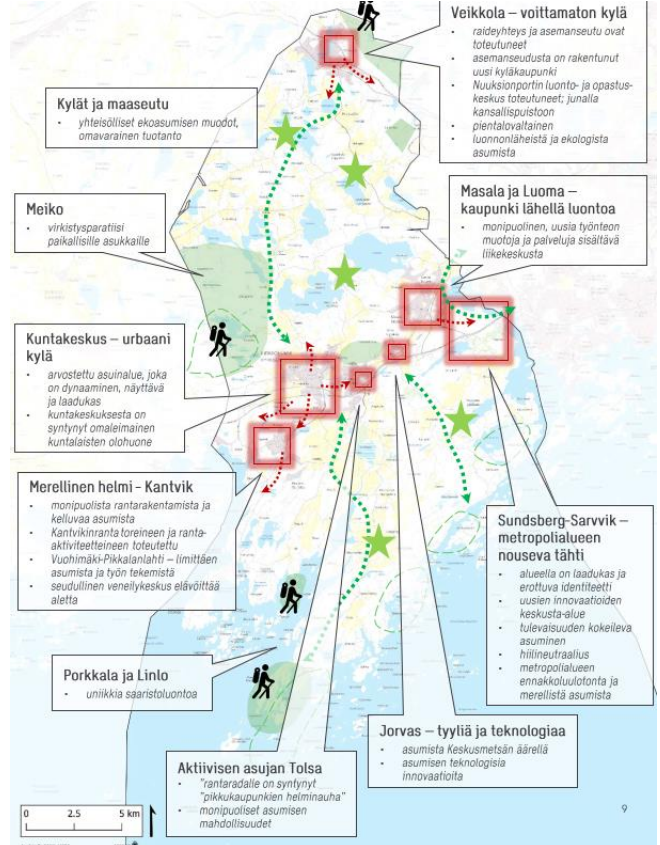 Veikkola – voittamaton kylä
• raideyhteys ja asemanseutu ovat
toteutuneet
• asemanseudusta on rakentunut
uusi kyläkaupunki
• Nuuksionportin luonto- ja opastus-
keskus toteutuneet; junalla
kansallispuistoon
• pientalovaltainen
• luonnonläheistä ja ekologista
asumista
Kylät ja maaseutu
• yhteisölliset ekoasumisen muodot,
omavarainen tuotanto
Masala ja Luoma –
kaupunki lähellä luontoa
• monipuolinen, uusia työnteon
muotoja ja palveluja sisältävä
liikekeskusta
Meiko
• virkistysparatiisi
paikallisille asukkaille
Kuntakeskus – urbaani
kylä
• arvostettu asuinalue, joka
on dynaaminen, näyttävä
ja laadukas
• kuntakeskuksesta on
syntynyt omaleimainen
kuntalaisten olohuone
Merellinen helmi - Kantvik
• monipuolista rantarakentamista ja
kelluvaa asumista
• Kantvikinranta toreineen ja ranta-
aktiviteetteineen toteutettu
• Vuohimäki-Pikkalanlahti – limittäen
asumista ja työn tekemistä
• seudullinen veneilykeskus elävöittää
aletta
Sundsberg-Sarvvik –
metropolialueen
nouseva tähti
• alueella on laadukas ja
erottuva identiteetti
• uusien innovaatioiden
keskusta-alue
• tulevaisuuden kokeileva
asuminen
• hiilineutraalius
• metropolialueen
ennakkoluulotonta ja
merellistä asumista
Porkkala ja Linlo
• uniikkia saaristoluontoa
Jorvas – tyyliä ja teknologiaa
• asumista Keskusmetsän äärellä
• asumisen teknologisia
innovaatioita
Aktiivisen asujan Tolsa
• "rantaradalle on syntynyt
"pikkukaupunkien helminauha"
• monipuoliset asumisen
mahdollisuudet
0 2.5 5 km
9